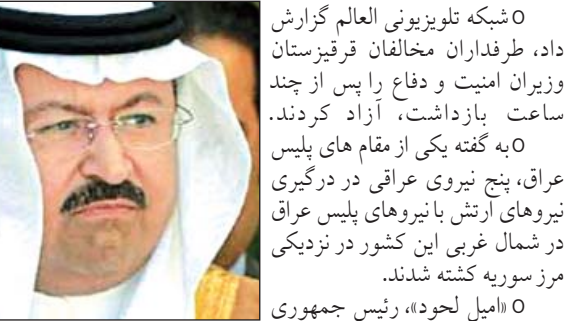 o شبکه تلویزیونی العالم گزارش
داد، طرفداران مخالفان قرقیزستان
وزیران امنیت و دفاع را پس از چند
ساعت بازداشت، آزاد کردند.
o به گفته یکی از مقام های پلیس
عراق، پنج نیروی عراقی در درگیری
نیروهای ارتش با نیروهای پلیس عراق
در شمال غربی این کشور در نزدیکی
مرز سوریه کشته شدند.
o «امیل لحود»، رئیس جمهوری